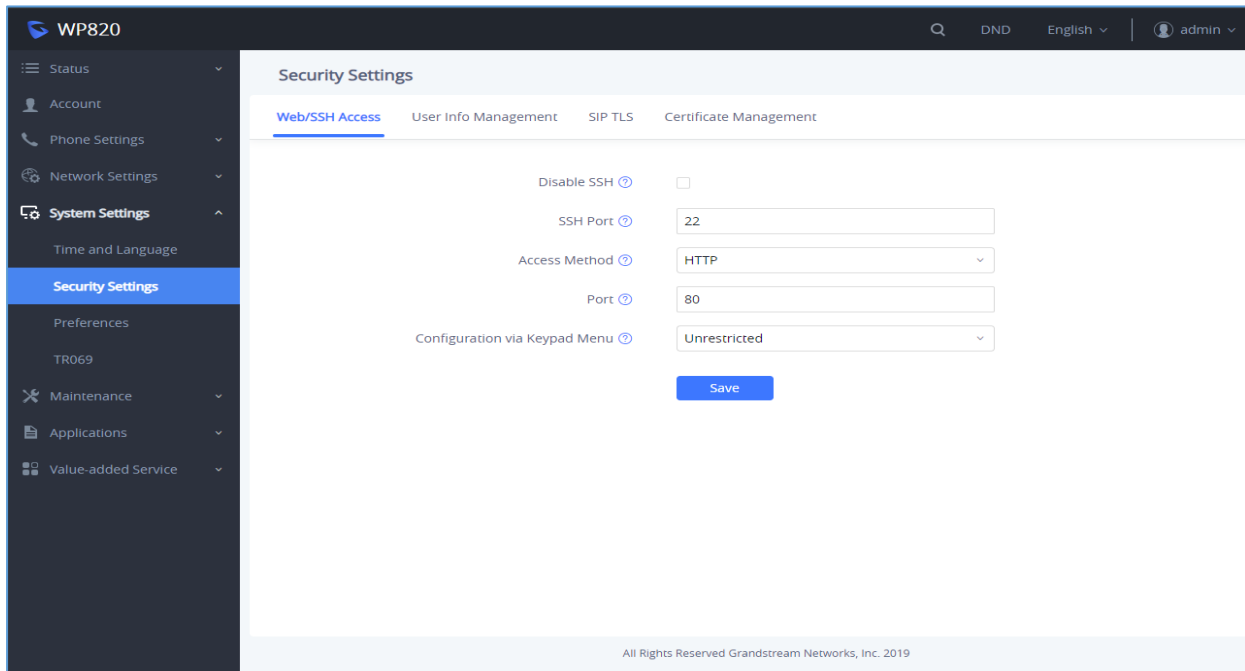 WP820
DND
English
admin
Status
Account
Phone Settings
Network Settings
System Settings
Time and Language
Security Settings
Preferences
TR069
Maintenance
Applications
Value-added Service
Security Settings
Web/SSH Access User Info Management SIP TLS Certificate Management
Disable SSH ?
SSH Port ? 22
Access Method ? HTTP
Port ? 80
Configuration via Keypad Menu ? Unrestricted
Save
All Rights Reserved Grandstream Networks, Inc. 2019